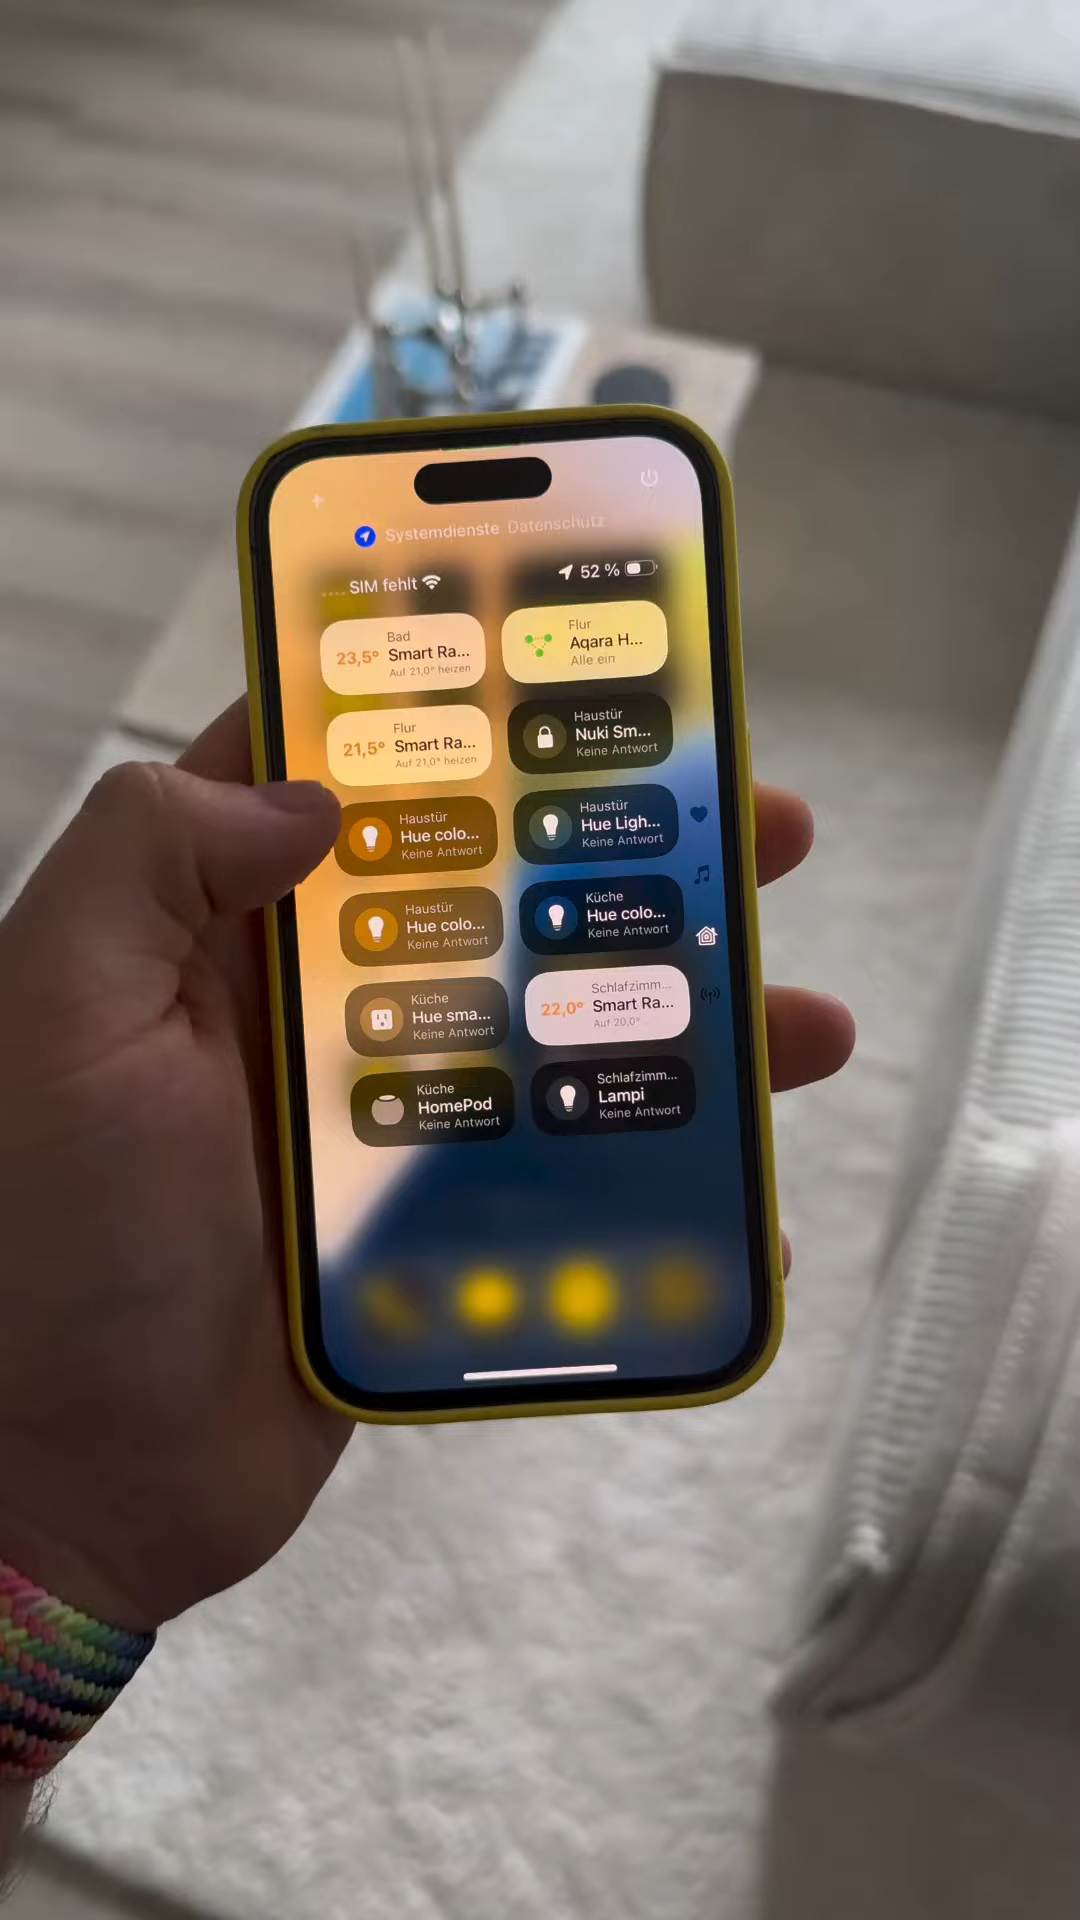 Systemdienste Datenschutz
SIM fehlt
52 %
Bad
23,5° Smart Ra...
Auf 21,0° heizen
Flur
Aqara H...
Alle ein
Flur
21,5° Smart Ra...
Auf 21,0° heizen
Haustür
Nuki Sm...
Keine Antwort
Haustür
Hue colo...
Keine Antwort
Haustür
Hue Ligh...
Keine Antwort
Haustür
Hue colo...
Keine Antwort
Küche
Hue colo...
Keine Antwort
Küche
Hue sma...
Keine Antwort
Schlafzimm...
22,0° Smart Ra...
Auf 20,0°
Küche
HomePod
Keine Antwort
Schlafzimm...
Lampi
Keine Antwort